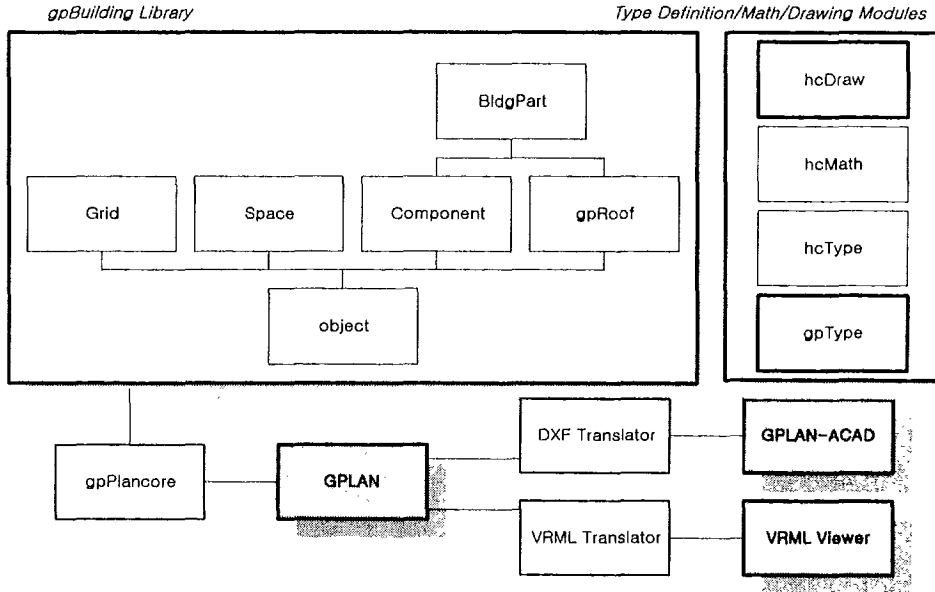 gpBuilding Library
Type Definition/Math/Drawing Modules
BldgPart
Grid
Space
Component
gpRoof
object
hcDraw
hcMath
hcType
gpType
gpPlancore
GPLAN
DXF Translator
GPLAN-ACAD
VRML Translator
VRML Viewer